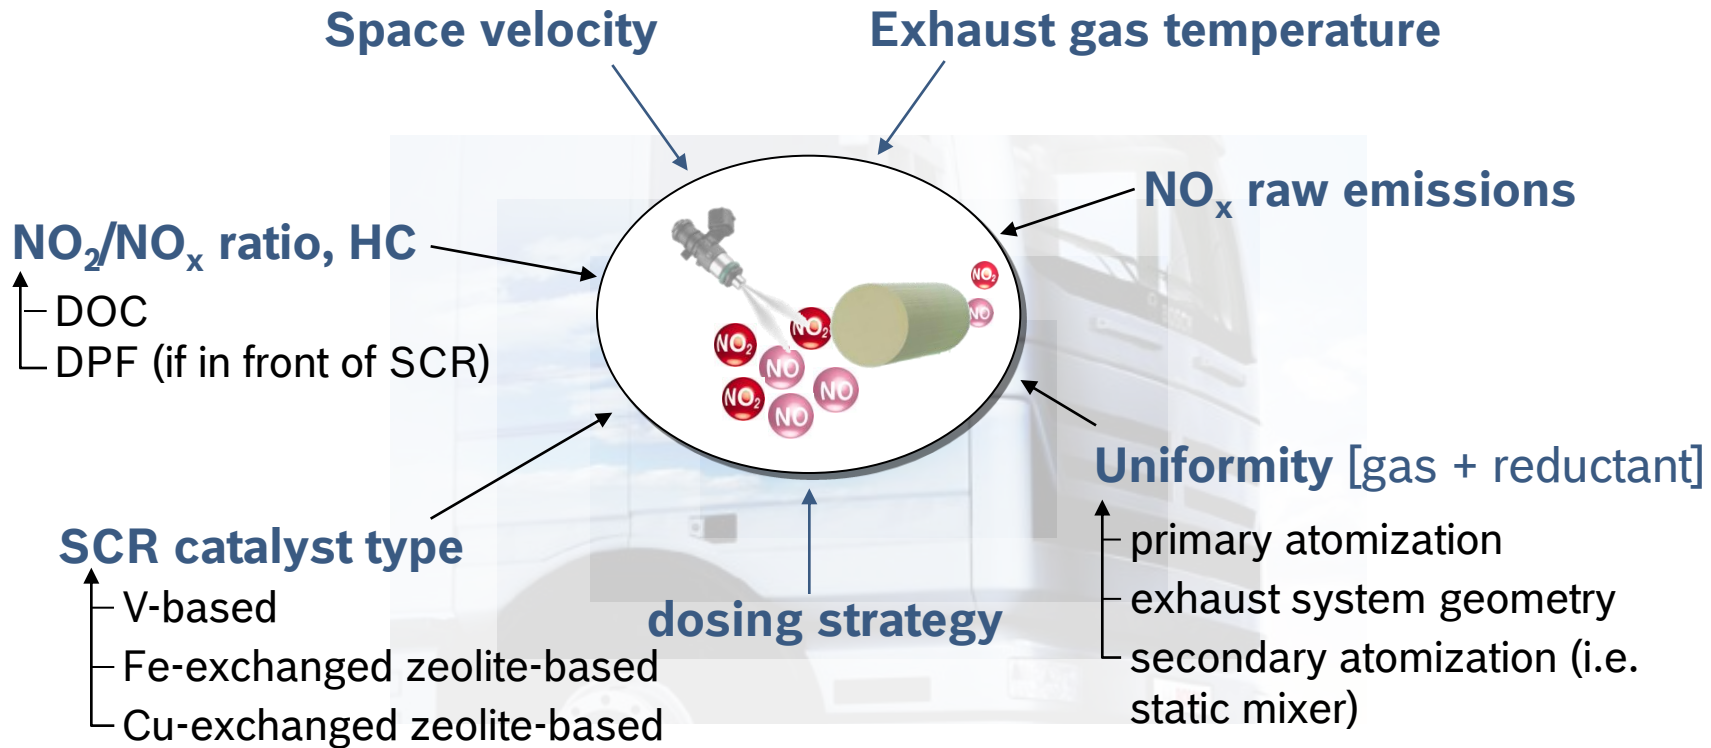 Space velocity
Exhaust gas temperature
NOx raw emissions
NO2/NOx ratio, HC
DOC
DPF (if in front of SCR)
NO2
NO
NO2
NO2
NO
NO
NO2
NO
Uniformity [gas + reductant]
primary atomization
exhaust system geometry
secondary atomization (i.e.
static mixer)
SCR catalyst type
V-based
Fe-exchanged zeolite-based
Cu-exchanged zeolite-based
dosing strategy